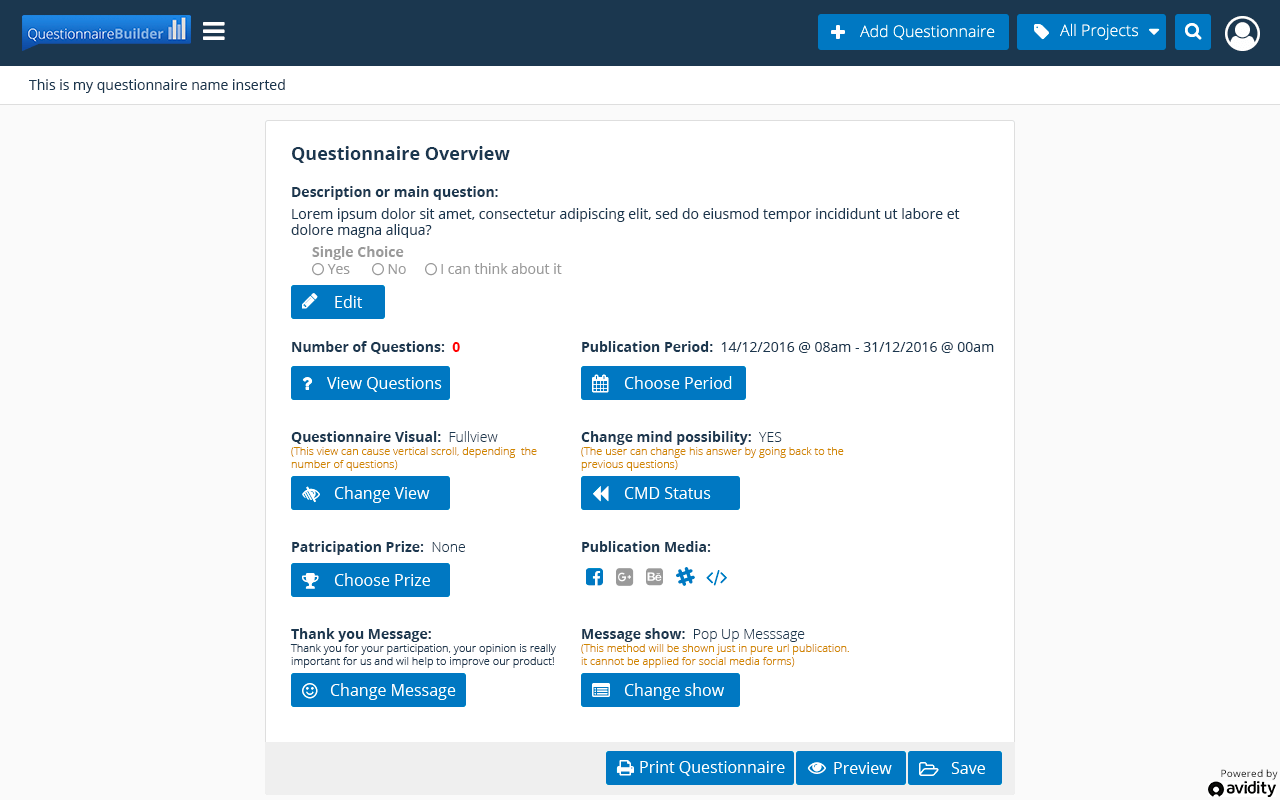 QuestionnaireBuilder
Add Questionnaire
All Projects
This is my questionnaire name inserted
Questionnaire Overview
Description or main question:
Lorem ipsum dolor sit amet, consectetur adipiscing elit, sed do eiusmod tempor incididunt ut labore et
dolore magna aliqua?
Single Choice
Yes No I can think about it
Edit
Number of Questions: 0
Publication Period: 14/12/2016 @ 08am - 31/12/2016 @ 00am
? View Questions
Choose Period
Questionnaire Visual: Fullview
(This view can cause vertical scroll, depending the
number of questions)
Change View
Change mind possibility: YES
(The user can change his answer by going back to the
previous questions)
CMD Status
Patricipation Prize: None
Choose Prize
Publication Media:
G+ Bē </>
Thank you Message:
Thank you for your participation, your opinion is really
important for us and wil help to improve our product!
Change Message
Message show: Pop Up Messsage
(This method will be shown just in pure url publication.
it cannot be applied for social media forms)
Change show
Print Questionnaire
Preview
Save
Powered by
avidity